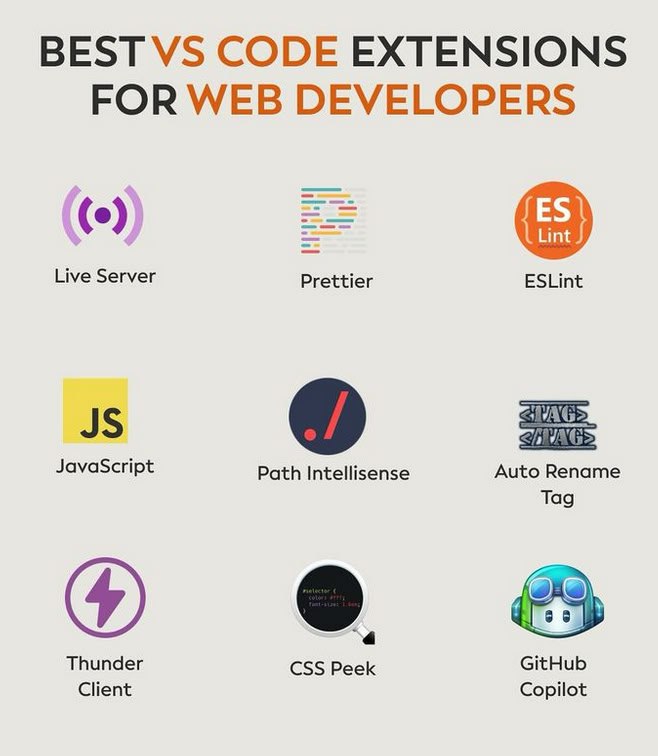 BEST VS CODE EXTENSIONS
FOR WEB DEVELOPERS
Live Server
Prettier
{ES
Lint}
ESLint
JS
JavaScript
./
Path Intellisense
<TAG>
</TAG>
Auto Rename
Tag
Thunder
Client
#selector {
color: #fff;
font-size: 1.6em;
}
CSS Peek
GitHub
Copilot